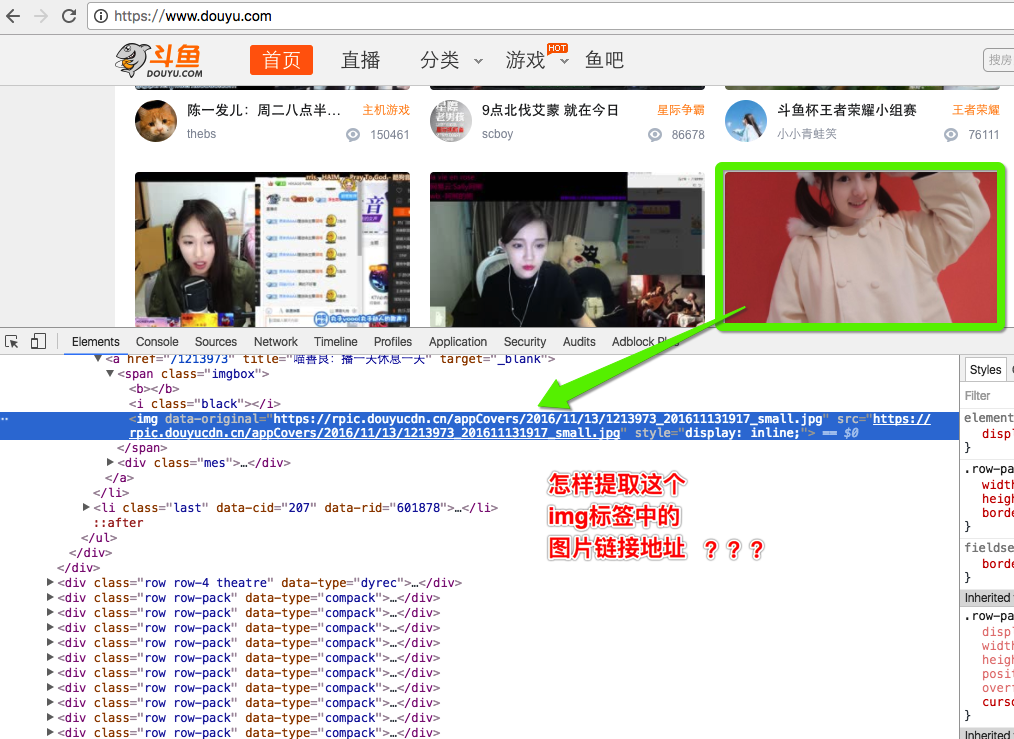 https://www.douyu.com
斗鱼
DOUYU.COM
首页
直播
分类
游戏
HOT
鱼吧
搜房
陈一发儿：周二八点半...
主机游戏
thebs
150461
9点北伐艾蒙 就在今日
星际争霸
scboy
86678
斗鱼杯王者荣耀小组赛
王者荣耀
小小青蛙笑
76111
Elements Console Sources Network Timeline Profiles Application Security Audits Adblock Plus
<a href="/1213973" title="喵善良：播一天休息一天" target="_blank">
<span class="imgbox">
<b></b>
<i class="black"></i>
<img data-original="https://rpic.douyucdn.cn/appCovers/2016/11/13/1213973_201611131917_small.jpg" src="https://
rpic.douyucdn.cn/appCovers/2016/11/13/1213973_201611131917_small.jpg" style="display: inline;"> == $0
</span>
<div class="mes">…</div>
</a>
</li>
<li class="last" data-cid="207" data-rid="601878">…</li>
::after
</ul>
</div>
</div>
<div class="row row-4 theatre" data-type="dyrec">…</div>
<div class="row row-pack" data-type="compack">…</div>
<div class="row row-pack" data-type="compack">…</div>
<div class="row row-pack" data-type="compack">…</div>
<div class="row row-pack" data-type="compack">…</div>
<div class="row row-pack" data-type="compack">…</div>
<div class="row row-pack" data-type="compack">…</div>
<div class="row row-pack" data-type="compack">…</div>
<div class="row row-pack" data-type="compack">…</div>
<div class="row row-pack" data-type="compack">…</div>
<div class="row row-pack" data-type="compack">…</div>
怎样提取这个
img标签中的
图片链接地址 ？？？
Styles
Filter
element
displ
}
.row-pa
width
heigh
borde
}
fieldse
borde
}
Inherited
.row-pa
displ
width
heigh
posit
overf
curso
}
Inherited